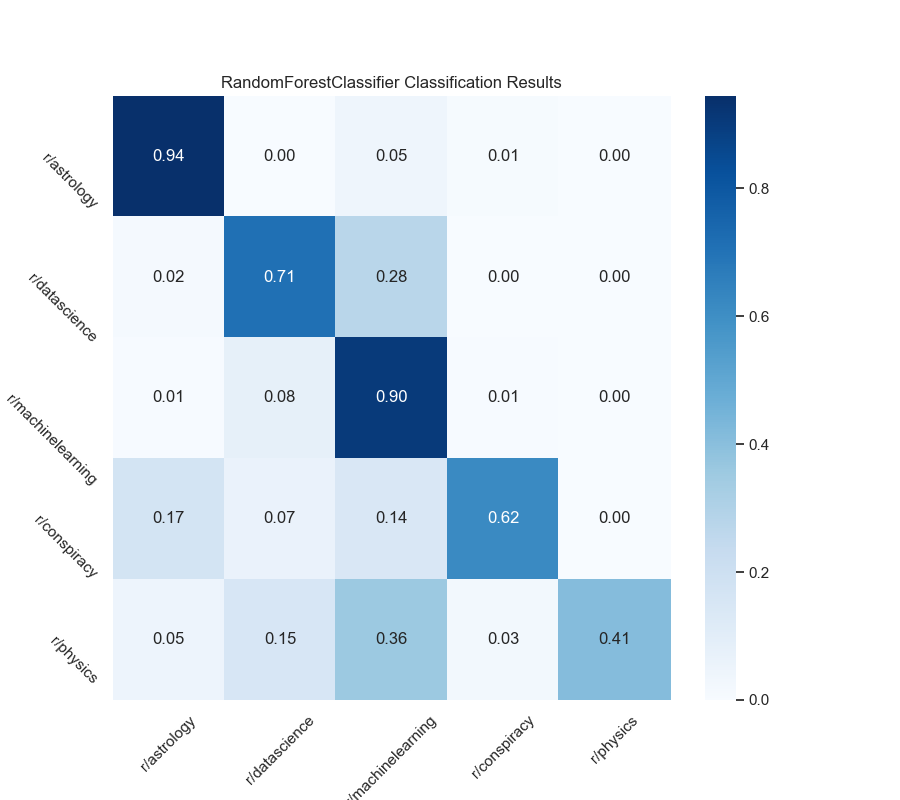 RandomForestClassifier Classification Results
r/astrology
0.94 0.00 0.05 0.01 0.00
r/datascience
0.02 0.71 0.28 0.00 0.00
r/machinelearning
0.01 0.08 0.90 0.01 0.00
r/conspiracy
0.17 0.07 0.14 0.62 0.00
r/physics
0.05 0.15 0.36 0.03 0.41
r/astrology r/datascience r/machinelearning r/conspiracy r/physics
0.8
0.6
0.4
0.2
0.0